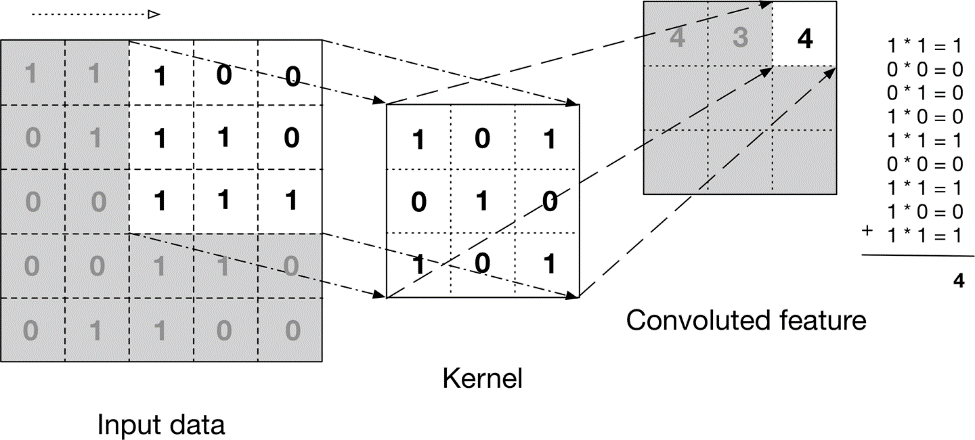 1 1 1 0 0
0 1 1 1 0
0 0 1 1 1
0 0 1 1 0
0 1 1 0 0
Input data
1 0 1
0 1 0
1 0 1
Kernel
4 3 4
Convoluted feature
1 * 1 = 1
0 * 0 = 0
0 * 1 = 0
1 * 0 = 0
1 * 1 = 1
0 * 0 = 0
1 * 1 = 1
1 * 0 = 0
+ 1 * 1 = 1
4